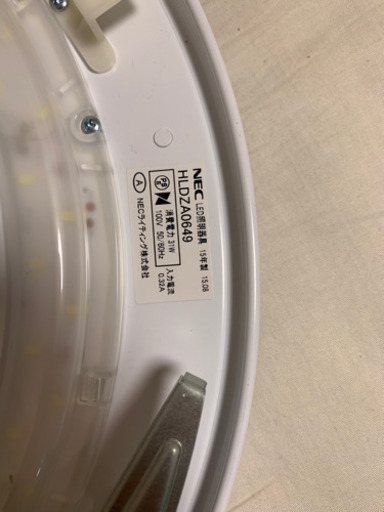 NEC LED照明器具 15年製 15.08
HLDZA0649
PS
E
消費電力 31W
100V 50/60Hz
入力電流
0.32A
A NECライティング株式会社